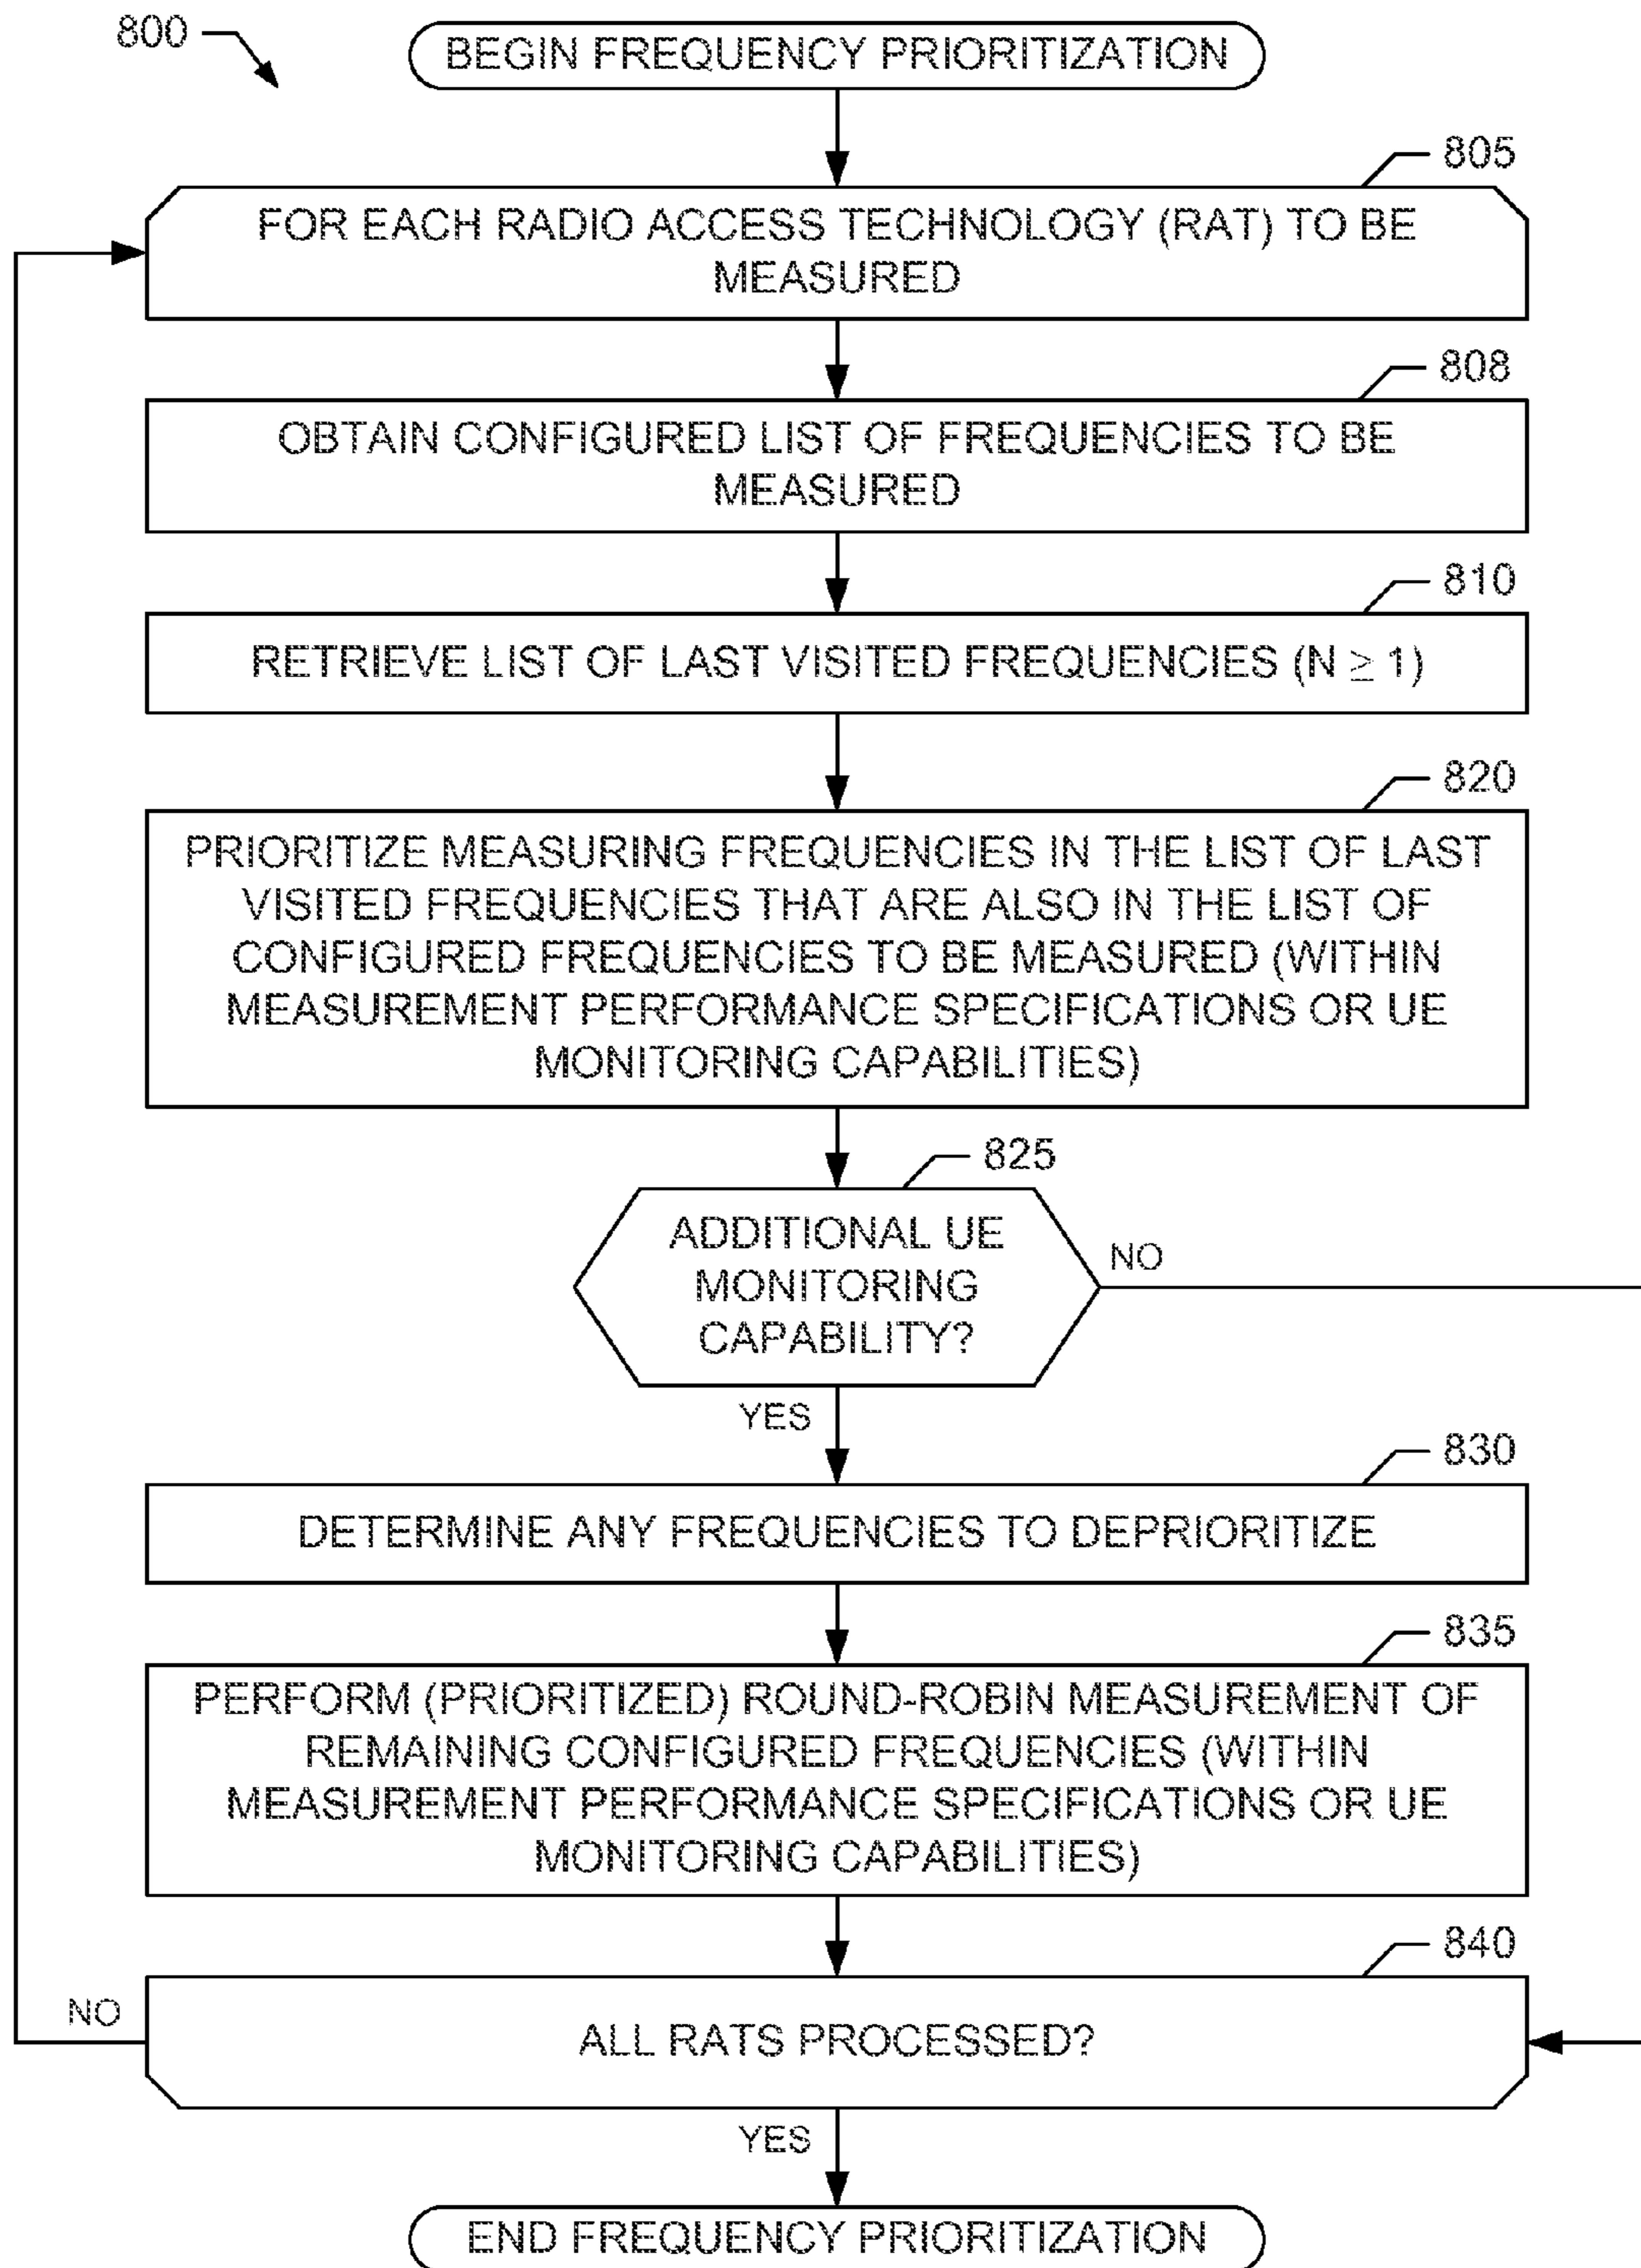 800
BEGIN FREQUENCY PRIORITIZATION
805
FOR EACH RADIO ACCESS TECHNOLOGY (RAT) TO BE
MEASURED
808
OBTAIN CONFIGURED LIST OF FREQUENCIES TO BE
MEASURED
810
RETRIEVE LIST OF LAST VISITED FREQUENCIES (N ≥ 1)
820
PRIORITIZE MEASURING FREQUENCIES IN THE LIST OF LAST
VISITED FREQUENCIES THAT ARE ALSO IN THE LIST OF
CONFIGURED FREQUENCIES TO BE MEASURED (WITHIN
MEASUREMENT PERFORMANCE SPECIFICATIONS OR UE
MONITORING CAPABILITIES)
825
ADDITIONAL UE
MONITORING
CAPABILITY?
NO
YES
830
DETERMINE ANY FREQUENCIES TO DEPRIORITIZE
835
PERFORM (PRIORITIZED) ROUND-ROBIN MEASUREMENT OF
REMAINING CONFIGURED FREQUENCIES (WITHIN
MEASUREMENT PERFORMANCE SPECIFICATIONS OR UE
MONITORING CAPABILITIES)
840
NO
ALL RATS PROCESSED?
YES
END FREQUENCY PRIORITIZATION